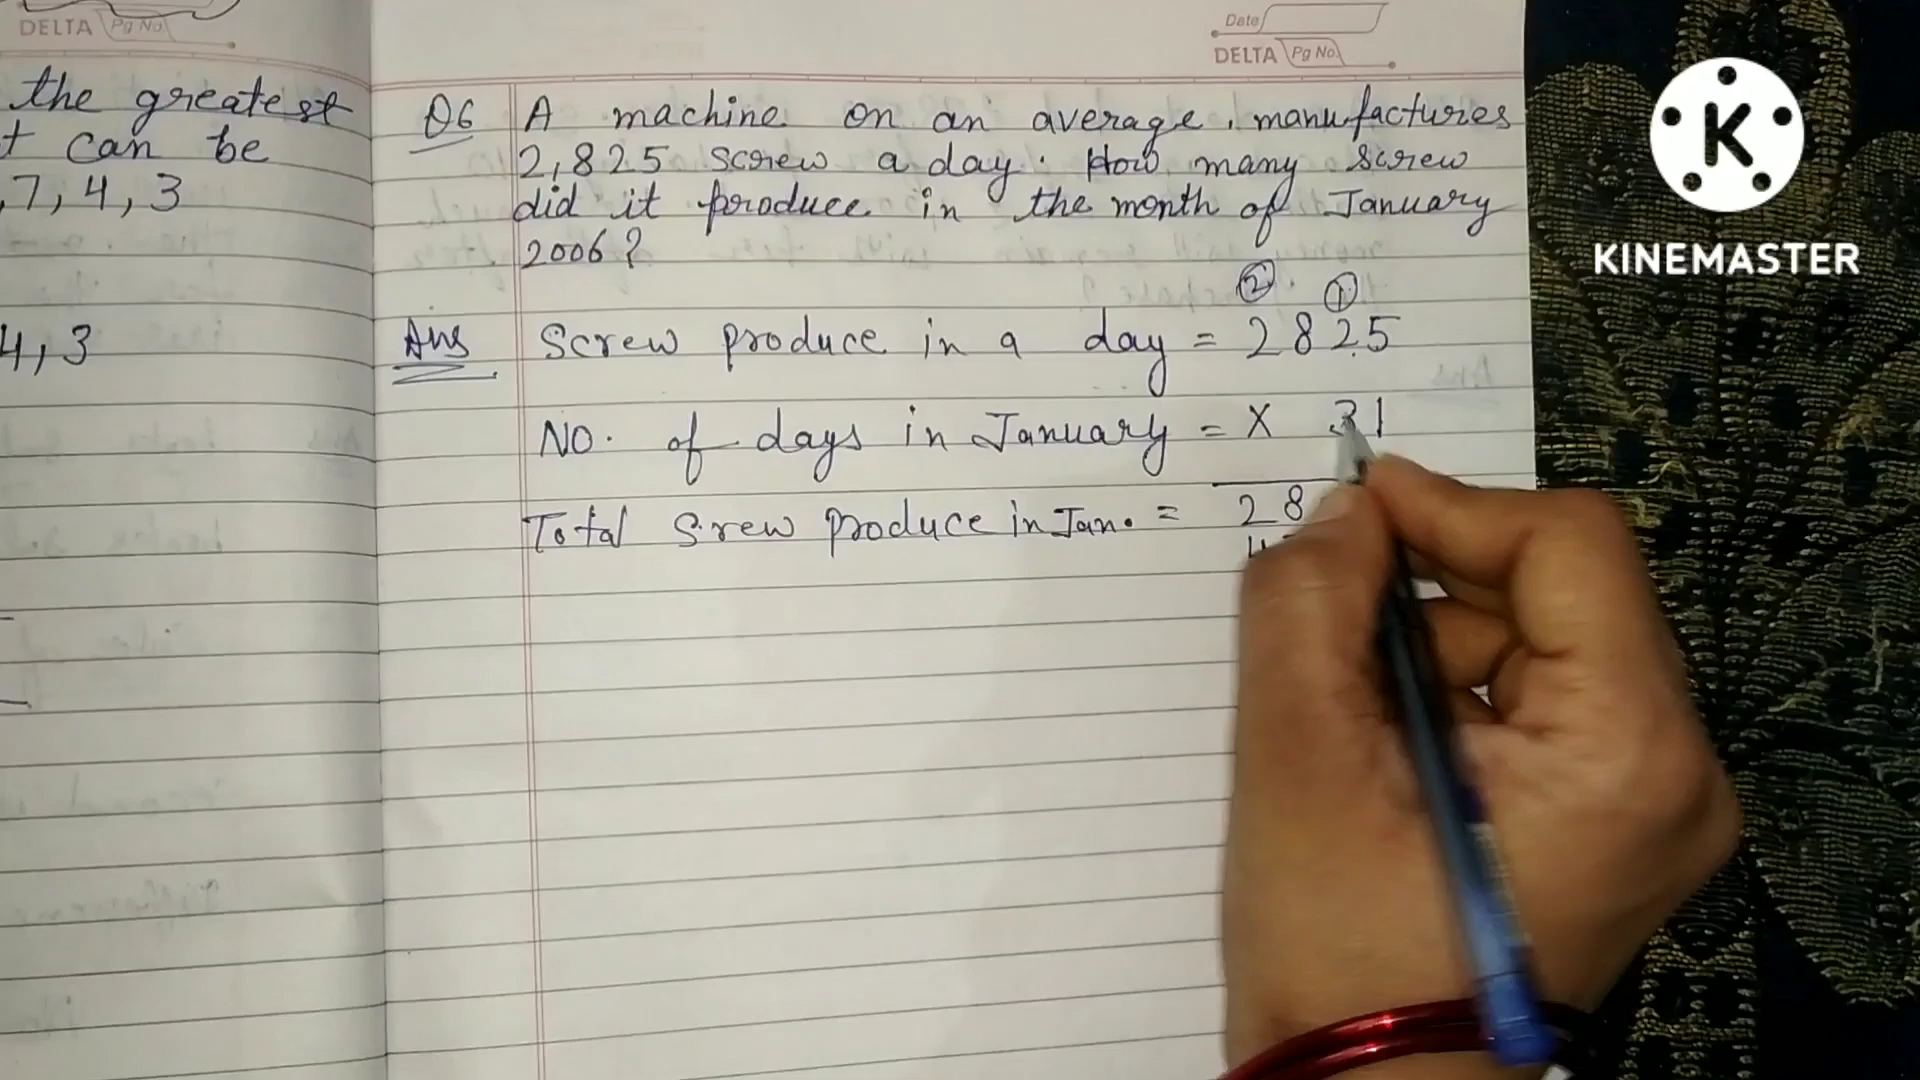 DELTA Pg No.
the greatest
t can be
,7, 4, 3
4, 3
Date
DELTA Pg No.
Q6 A machine on an average, manufactures
2,825 screw a day. How many screw
did it produce in the month of January
2006?
② ①
Ans Screw produce in a day = 2825
NO. of days in January = X 31
Total Srew produce in Jan. = 28
K
KINEMASTER